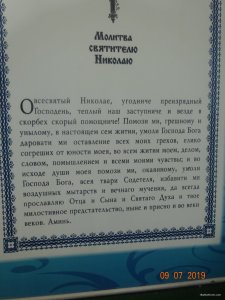 Молитва
святителю
Николаю
О всесвятый Николае, угодниче преизрядный
Господень, теплый наш заступниче и везде в
скорбех скорый помощниче! Помози ми, грешному и
унылому, в настоящем сем житии, умоли Господа Бога
даровати ми оставление всех моих грехов, елико
согреших от юности моея, во всем житии моем, делом,
словом, помышлением и всеми моими чувствы; и во
исходе души моея помози ми, окаянному, умоли
Господа Бога, всея твари Содетеля, избавити мя
воздушных мытарств и вечнаго мучения, да всегда
прославляю Отца и Сына и Святаго Духа и твое
милостивное предстательство, ныне и присно и во веки
веков. Аминь.
09 07 2019